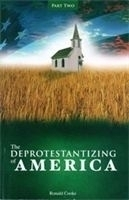 PART TWO
The
DEPROTESTANTIZING
of
AMERICA
Ronald Cooke